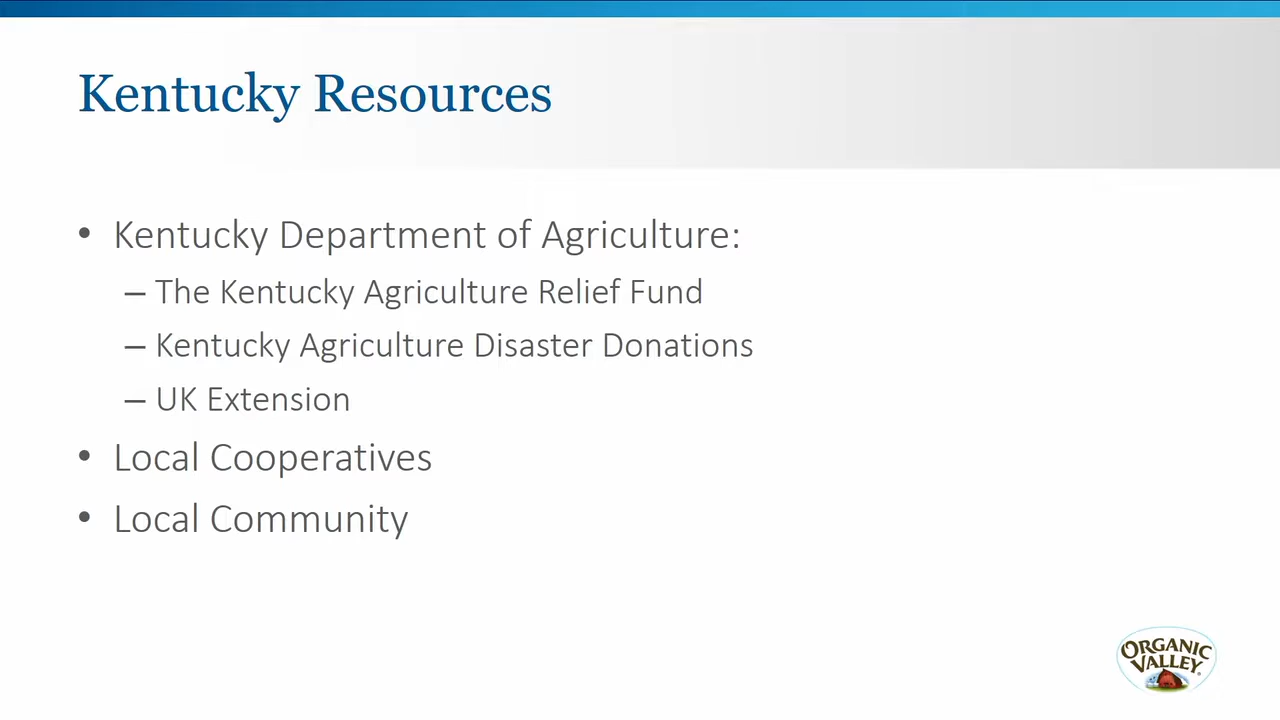 Kentucky Resources
• Kentucky Department of Agriculture:
– The Kentucky Agriculture Relief Fund
– Kentucky Agriculture Disaster Donations
– UK Extension
• Local Cooperatives
• Local Community
ORGANIC
VALLEY